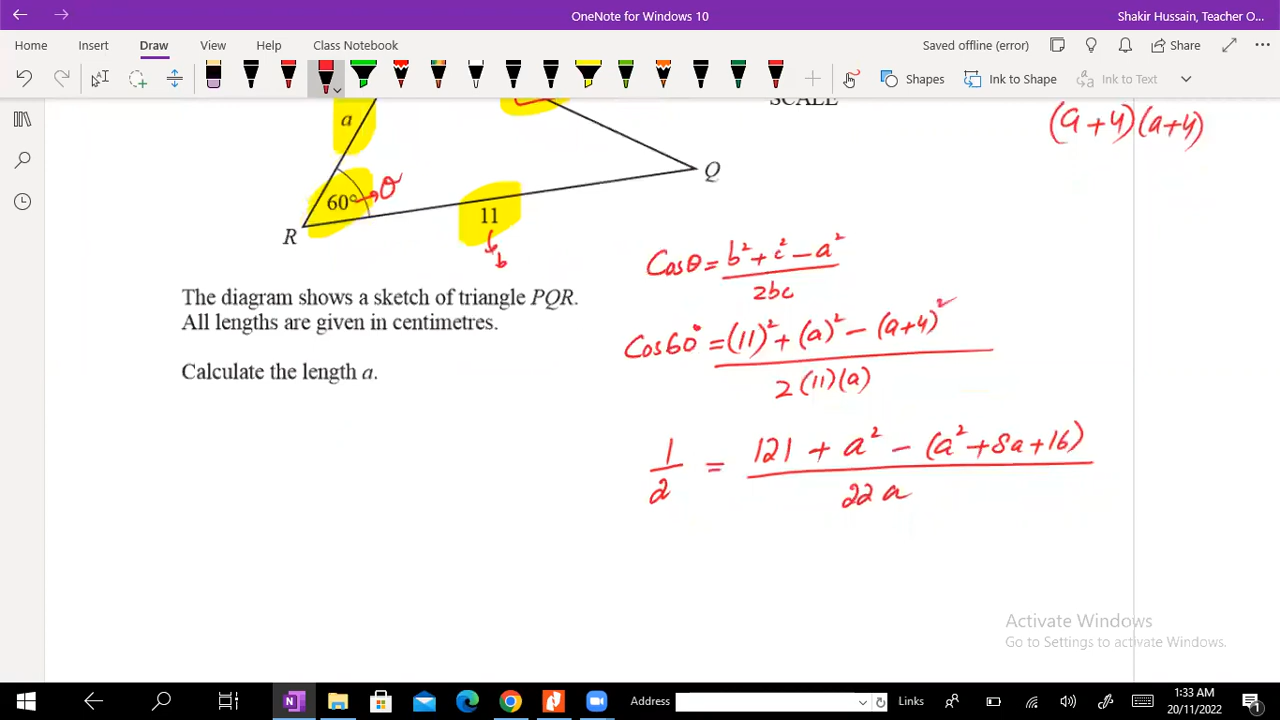 OneNote for Windows 10
Shakir Hussain, Teacher O...
Home Insert Draw View Help Class Notebook Saved offline (error) Share
Shapes Ink to Shape Ink to Text
SCALE
(a+4)(a+4)
a
Q
60° → θ
11
R
b
Cosθ = b² + c² - a²
2bc
The diagram shows a sketch of triangle PQR.
All lengths are given in centimetres.
Cos60° = (11)² + (a)² - (a+4)²
2(11)(a)
Calculate the length a.
1/2 = 121 + a² - (a² + 8a + 16)
22a
Activate Windows
Go to Settings to activate Windows.
Address Links
1:33 AM
20/11/2022